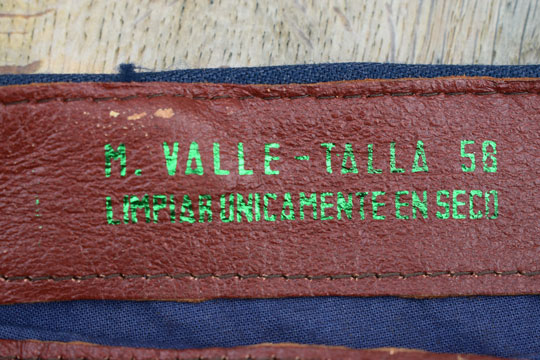 M. VALLE - TALLA 58
LIMPIAR UNICAMENTE EN SECO